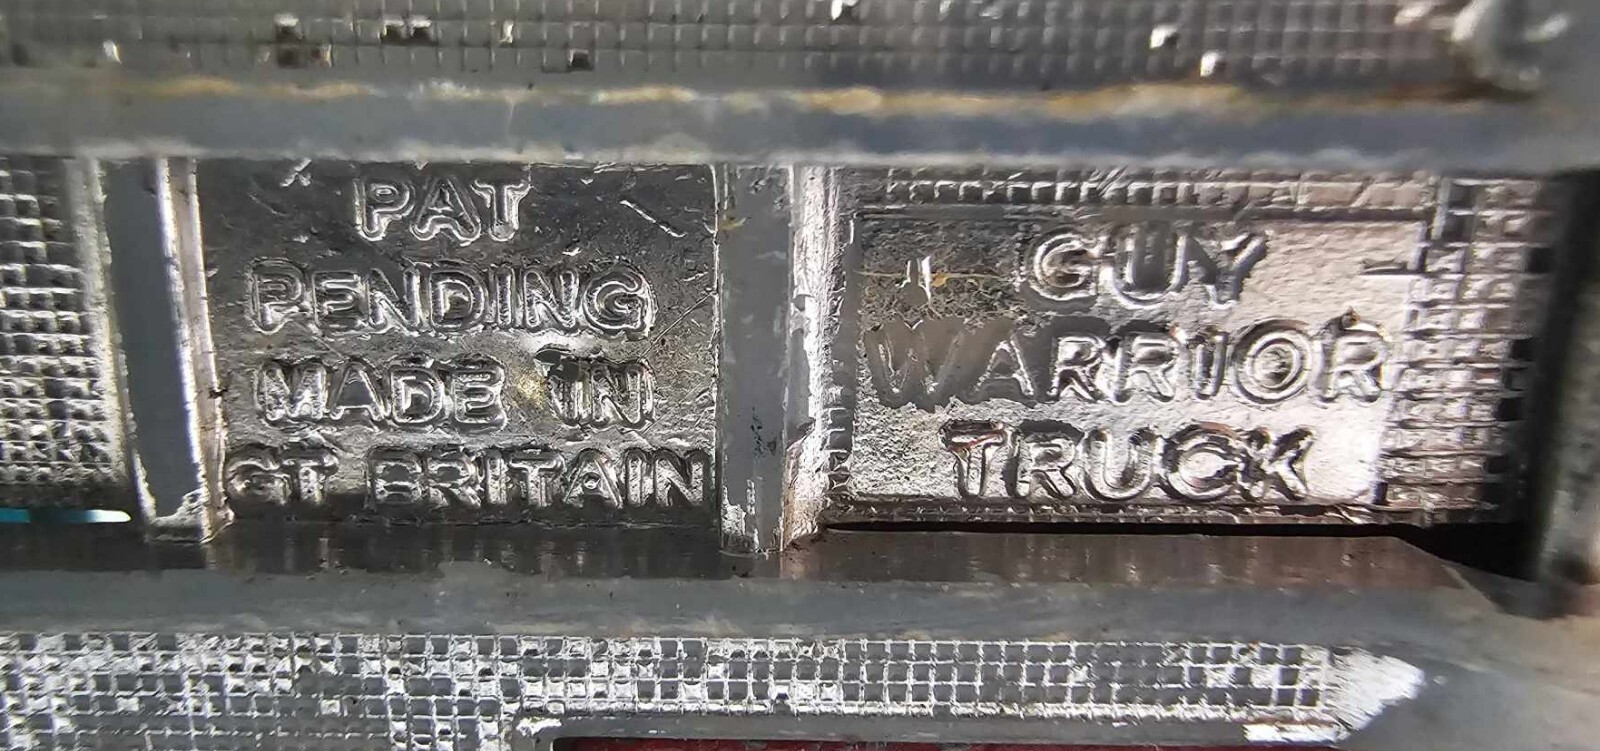 PAT
PENDING
MADE IN
GT BRITAIN
GUY
WARRIOR
TRUCK